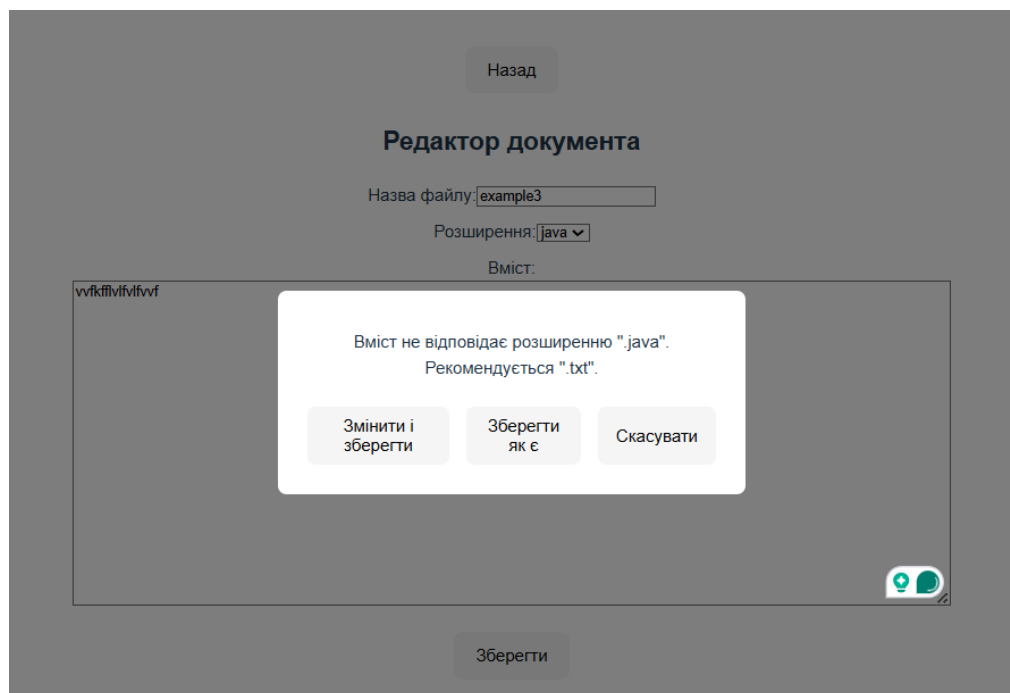 Назад
Редактор документа
Назва файлу: example3
Розширення: java
Вміст:
vvfkfflvlfvlfvvf
Вміст не відповідає розширенню ".java".
Рекомендується ".txt".
Змінити і зберегти
Зберегти як є
Скасувати
Зберегти